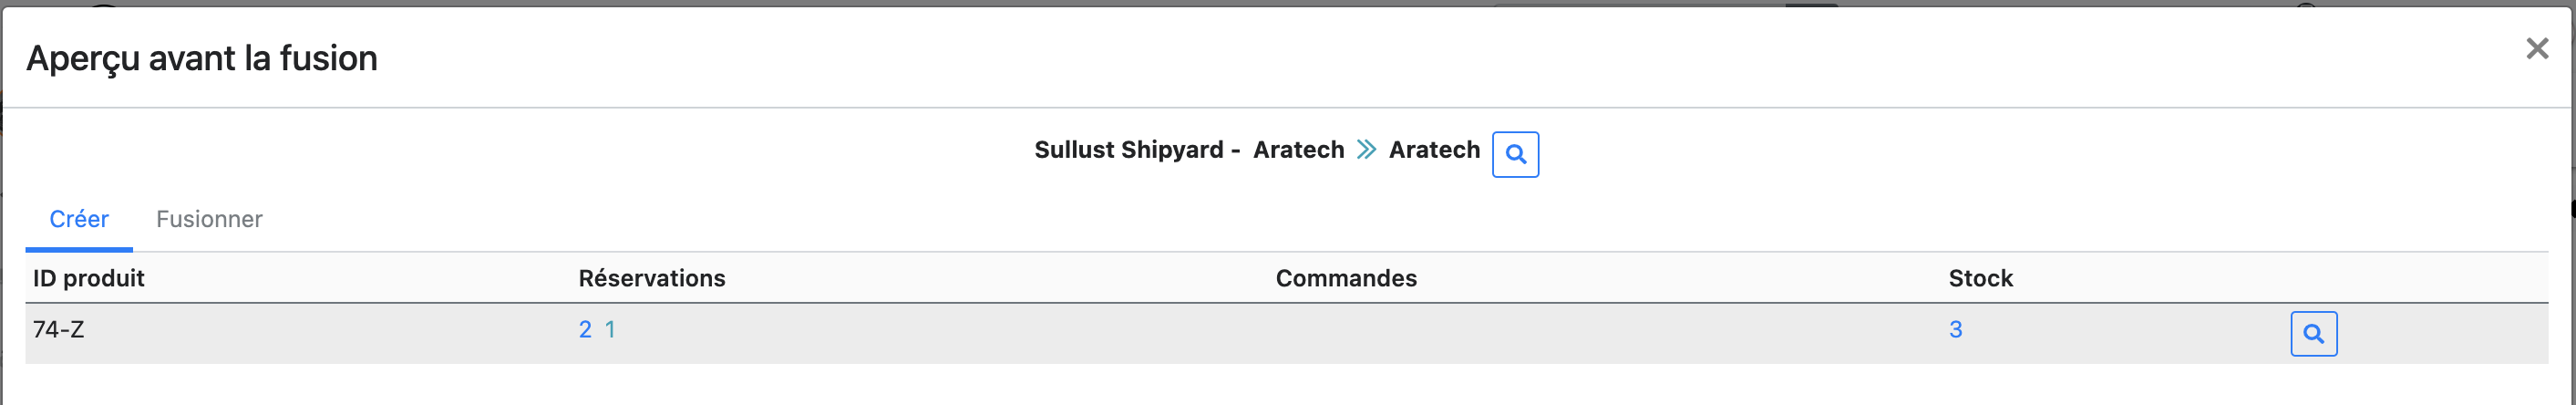 Aperçu avant la fusion
Sullust Shipyard - Aratech Aratech
Créer Fusionner
ID produit Réservations Commandes Stock
74-Z 2 1 3